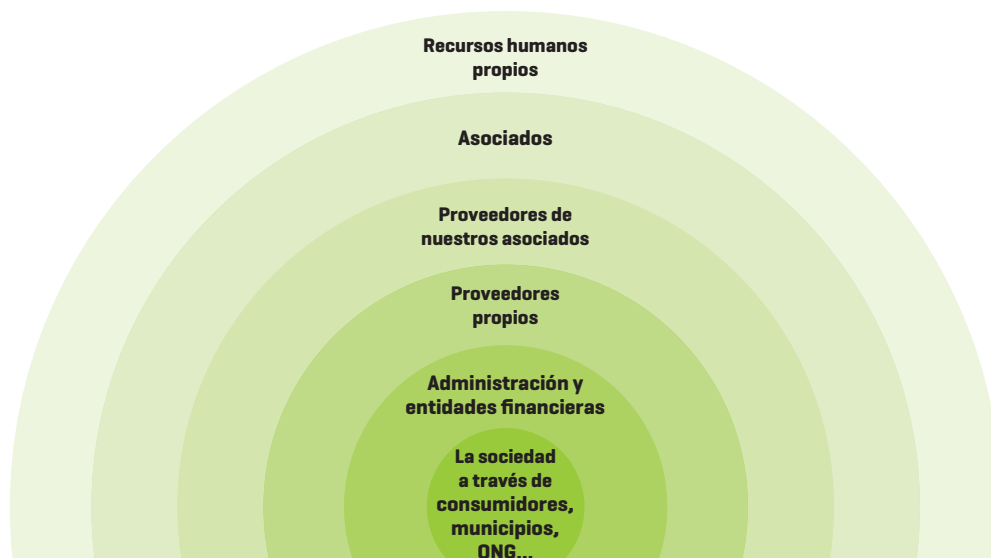 Recursos humanos
propios
Asociados
Proveedores de
nuestros asociados
Proveedores
propios
Administración y
entidades financieras
La sociedad
a través de
consumidores,
municipios,
ONG...